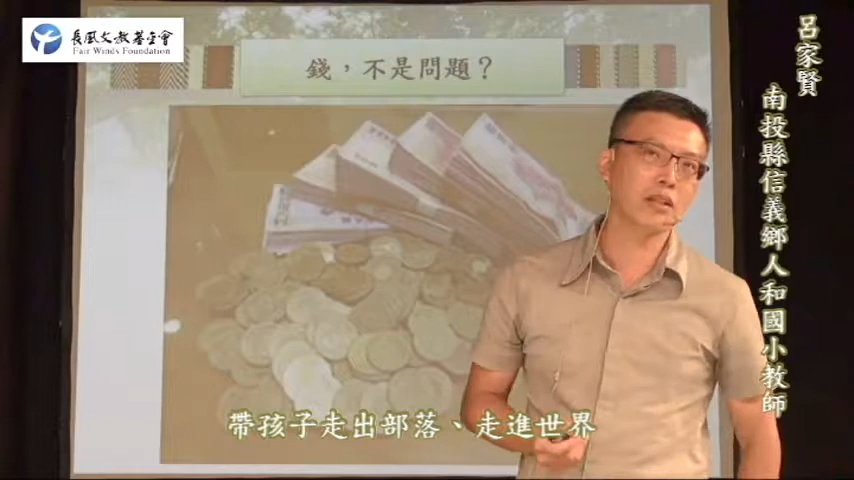 長風文教基金會
Fair Winds Foundation
錢，不是問題？
呂家賢
南投縣信義鄉人和國小教師
帶孩子走出部落、走進世界